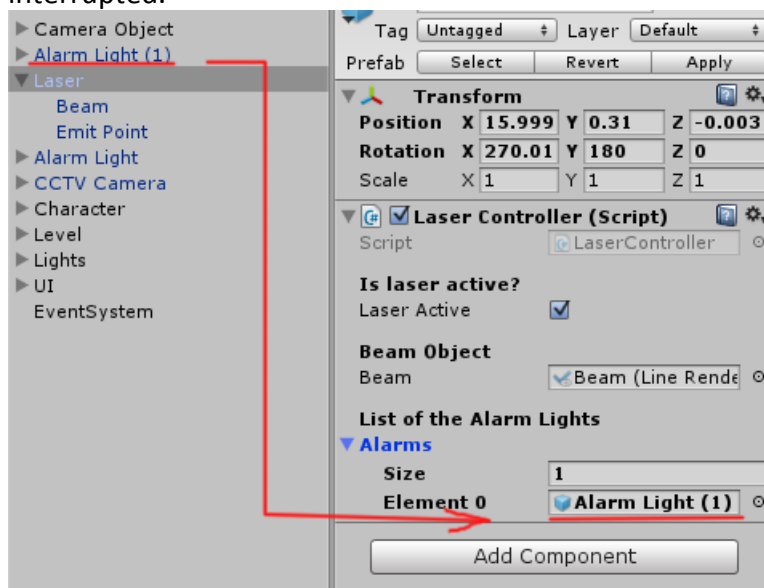 interrupted.
Camera Object
Alarm Light (1)
Laser
Beam
Emit Point
Alarm Light
CCTV Camera
Character
Level
Lights
UI
EventSystem
Tag Untagged Layer Default
Prefab Select Revert Apply
Transform
Position X 15.999 Y 0.31 Z -0.003
Rotation X 270.01 Y 180 Z 0
Scale X 1 Y 1 Z 1
Laser Controller (Script)
Script LaserController
Is laser active?
Laser Active
Beam Object
Beam Beam (Line Rende
List of the Alarm Lights
Alarms
Size 1
Element 0 Alarm Light (1)
Add Component